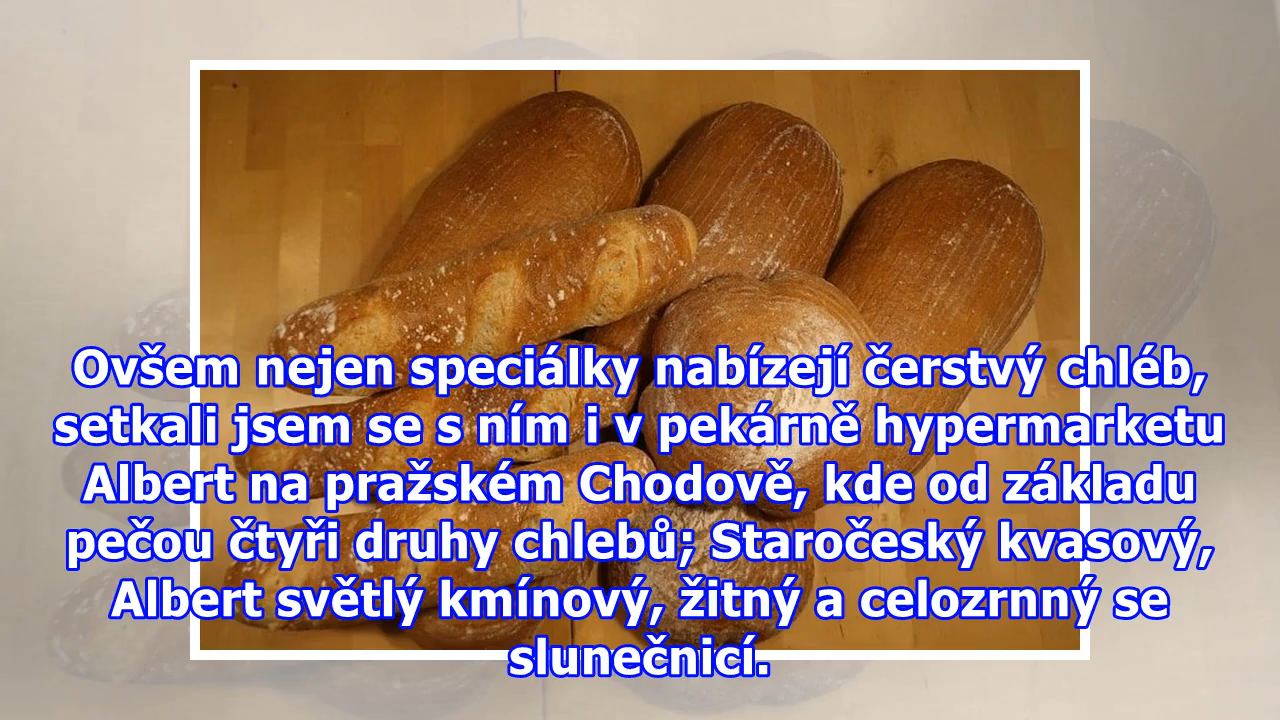 Ovšem nejen speciálky nabízejí čerstvý chléb,
setkali jsem se s ním i v pekárně hypermarketu
Albert na pražském Chodově, kde od základu
pečou čtyři druhy chlebů; Staročeský kvasový,
Albert světlý kmínový, žitný a celozrnný se
slunečnicí.